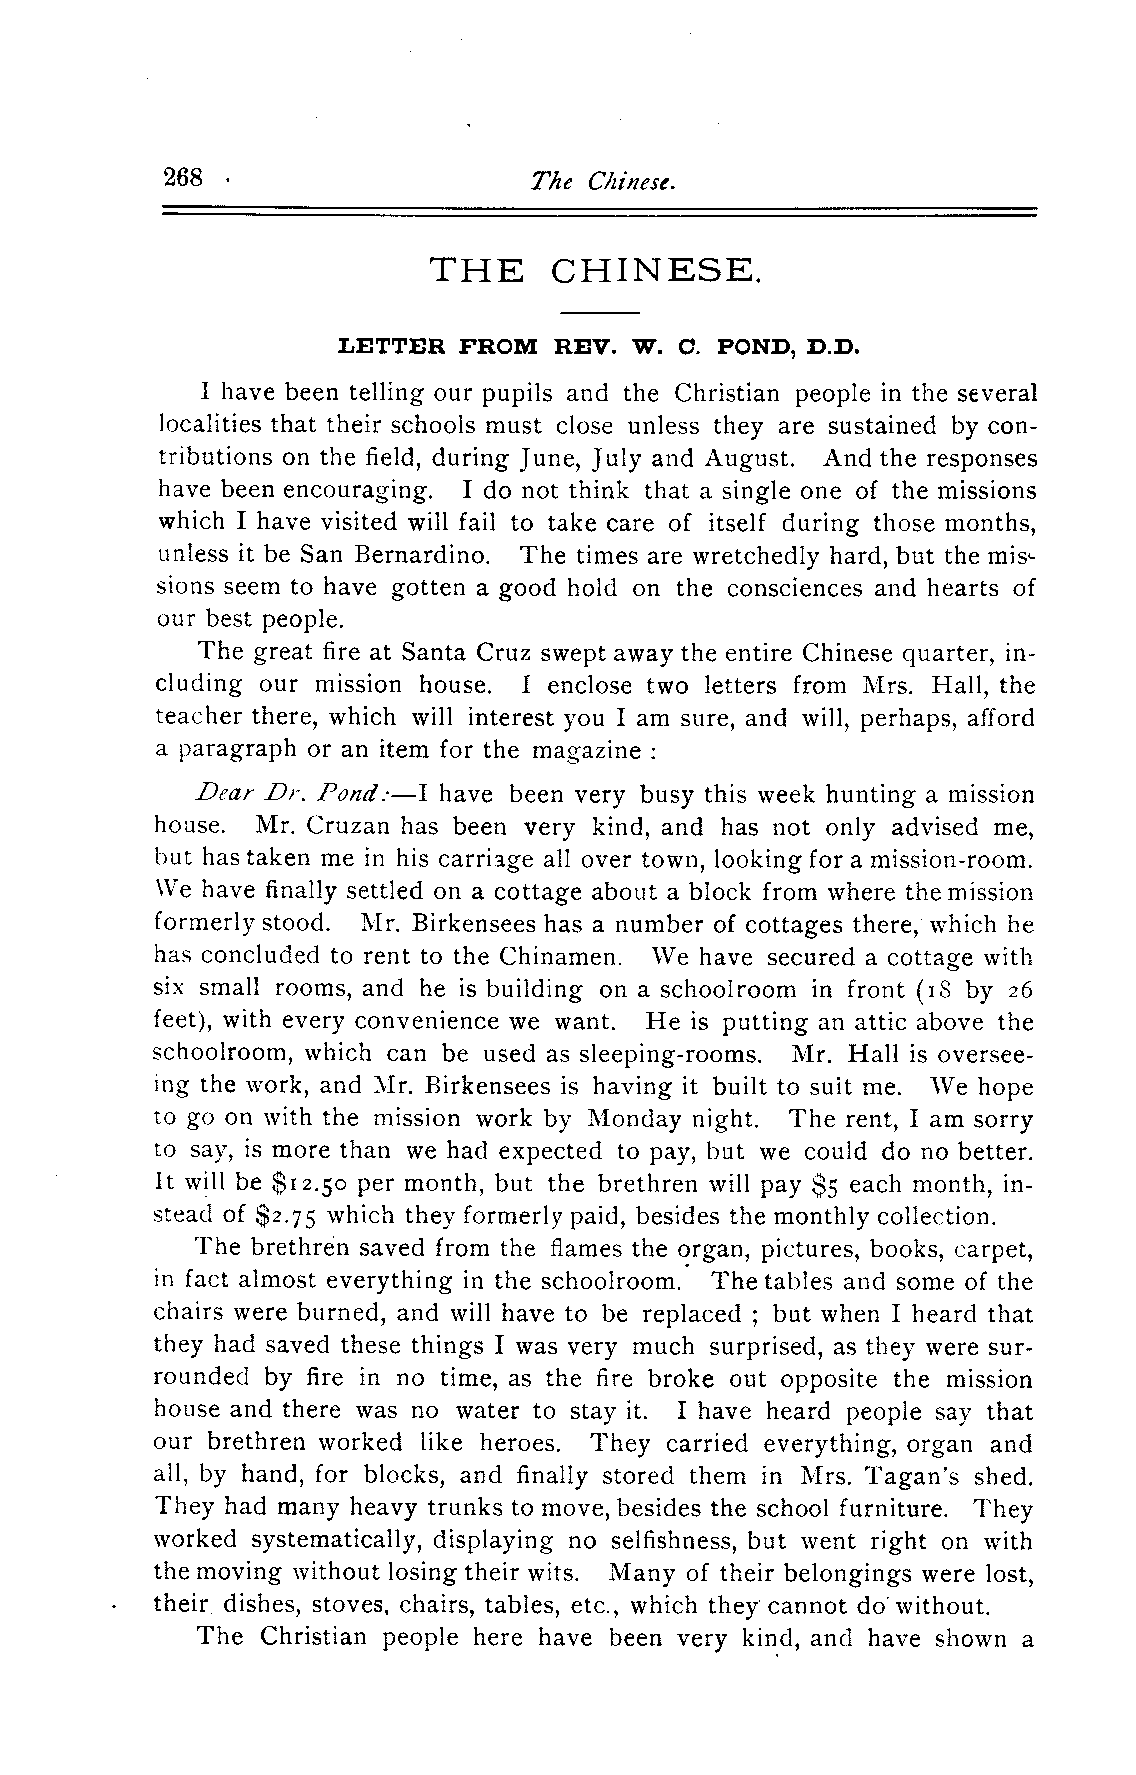 268 The Chinese.
THE CHINESE.
LETTER FROM REV. W. C. POND, D.D.
I have been telling our pupils and the Christian people in the several
localities that their schools must close unless they are sustained by con-
tributions on the field, during June, July and August. And the responses
have been encouraging. I do not think that a single one of the missions
which I have visited will fail to take care of itself during those months,
unless it be San Bernardino. The times are wretchedly hard, but the mis-
sions seem to have gotten a good hold on the consciences and hearts of
our best people.
The great fire at Santa Cruz swept away the entire Chinese quarter, in-
cluding our mission house. I enclose two letters from Mrs. Hall, the
teacher there, which will interest you I am sure, and will, perhaps, afford
a paragraph or an item for the magazine :
Dear Dr. Pond:—I have been very busy this week hunting a mission
house. Mr. Cruzan has been very kind, and has not only advised me,
but has taken me in his carriage all over town, looking for a mission-room.
We have finally settled on a cottage about a block from where the mission
formerly stood. Mr. Birkensees has a number of cottages there, which he
has concluded to rent to the Chinamen. We have secured a cottage with
six small rooms, and he is building on a schoolroom in front (18 by 26
feet), with every convenience we want. He is putting an attic above the
schoolroom, which can be used as sleeping-rooms. Mr. Hall is oversee-
ing the work, and Mr. Birkensees is having it built to suit me. We hope
to go on with the mission work by Monday night. The rent, I am sorry
to say, is more than we had expected to pay, but we could do no better.
It will be $12.50 per month, but the brethren will pay $5 each month, in-
stead of $2.75 which they formerly paid, besides the monthly collection.
The brethren saved from the flames the organ, pictures, books, carpet,
in fact almost everything in the schoolroom. The tables and some of the
chairs were burned, and will have to be replaced ; but when I heard that
they had saved these things I was very much surprised, as they were sur-
rounded by fire in no time, as the fire broke out opposite the mission
house and there was no water to stay it. I have heard people say that
our brethren worked like heroes. They carried everything, organ and
all, by hand, for blocks, and finally stored them in Mrs. Tagan's shed.
They had many heavy trunks to move, besides the school furniture. They
worked systematically, displaying no selfishness, but went right on with
the moving without losing their wits. Many of their belongings were lost,
their dishes, stoves, chairs, tables, etc., which they cannot do without.
The Christian people here have been very kind, and have shown a